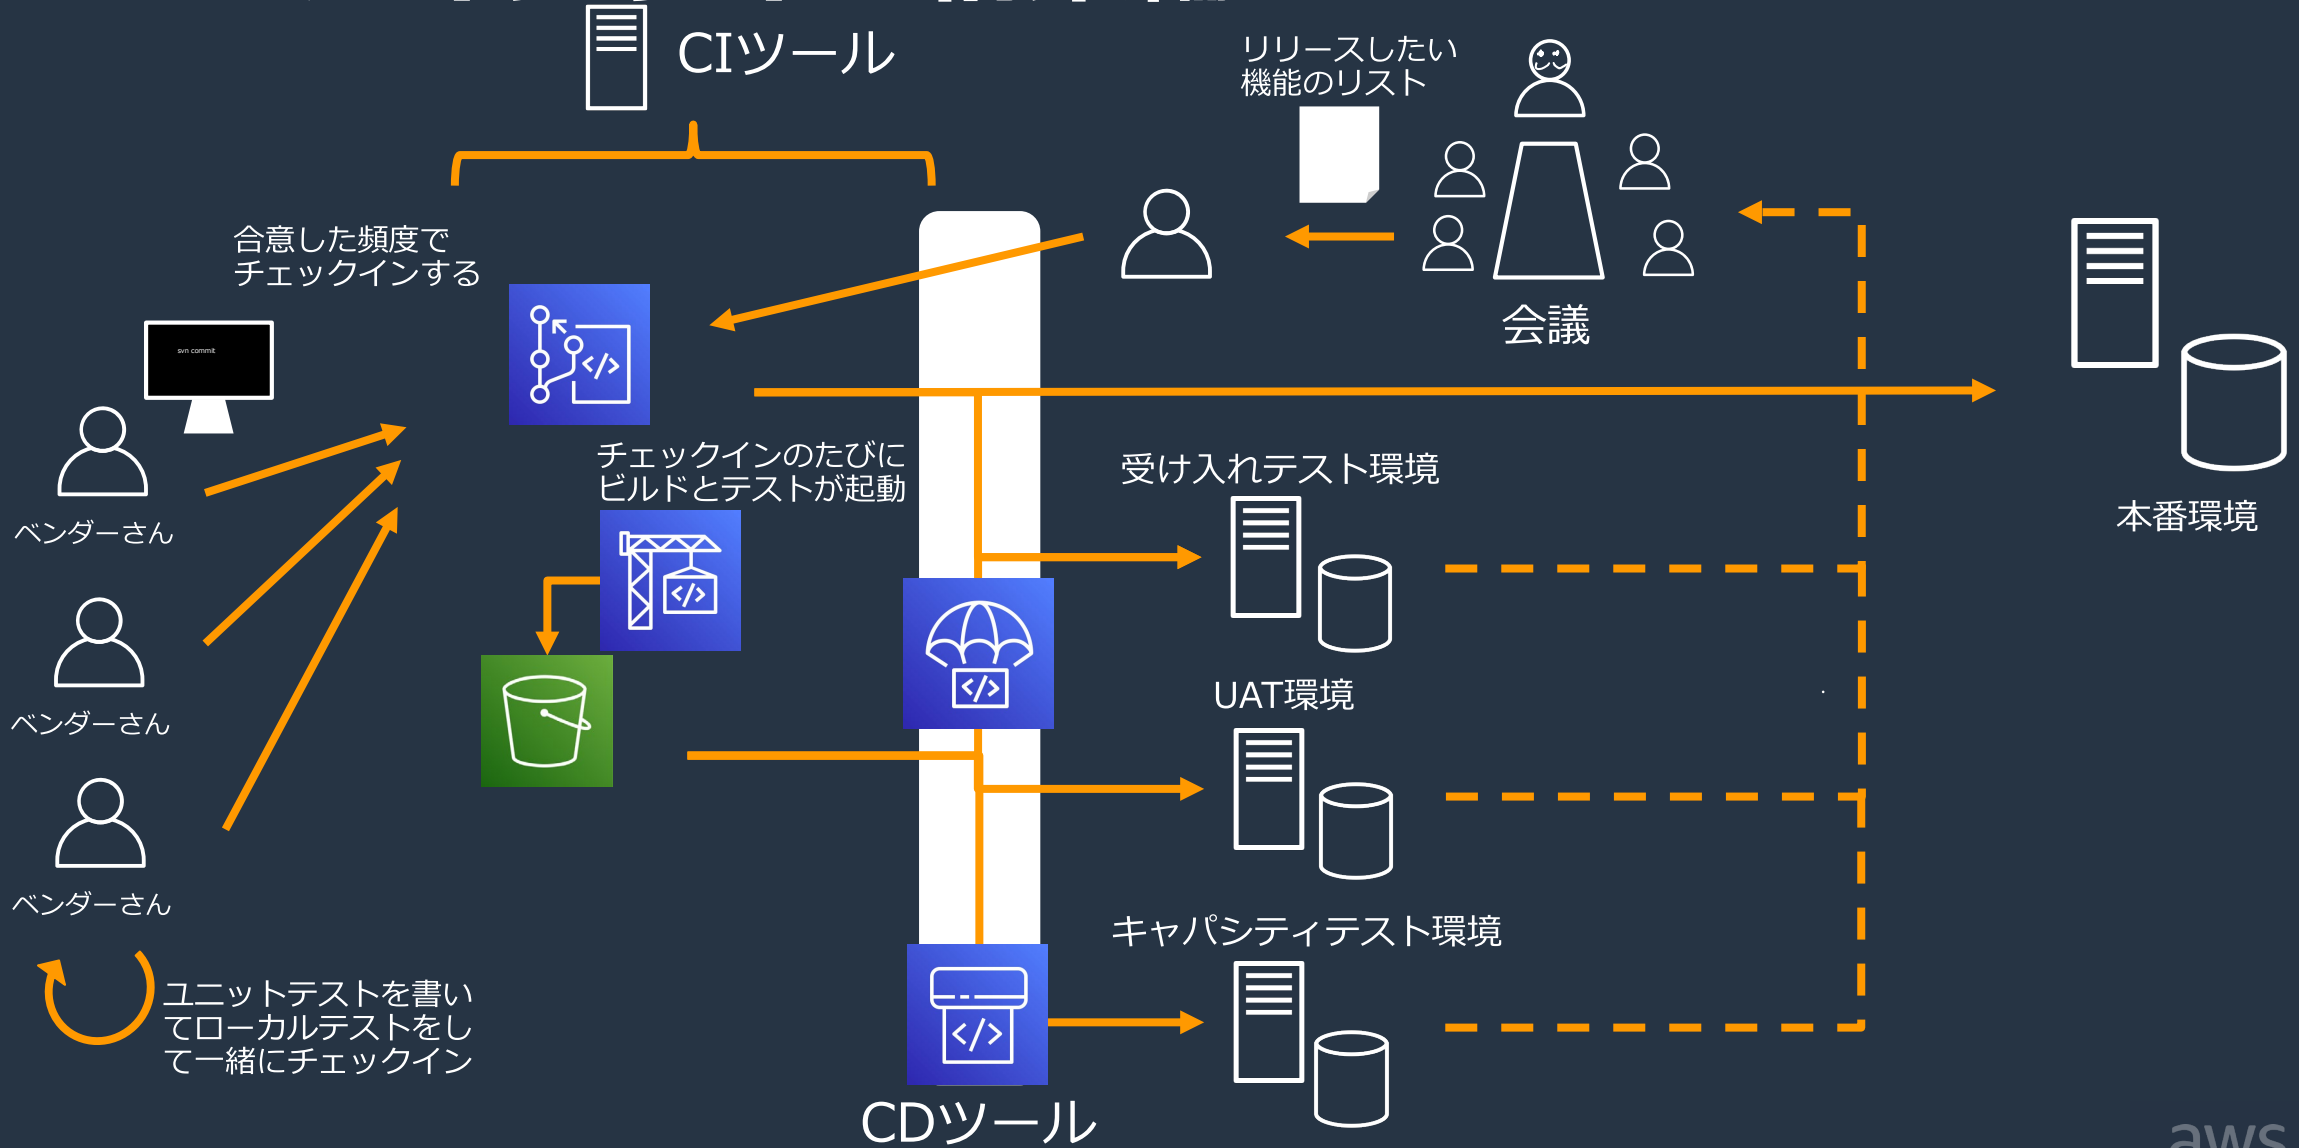 CIツール
リリースしたい
機能のリスト
合意した頻度で
チェックインする
svn commit
会議
チェックインのたびに
ビルドとテストが起動
受け入れテスト環境
本番環境
ベンダーさん
UAT環境
ベンダーさん
ベンダーさん
キャパシティテスト環境
ユニットテストを書い
てローカルテストをし
て一緒にチェックイン
CDツール
aws